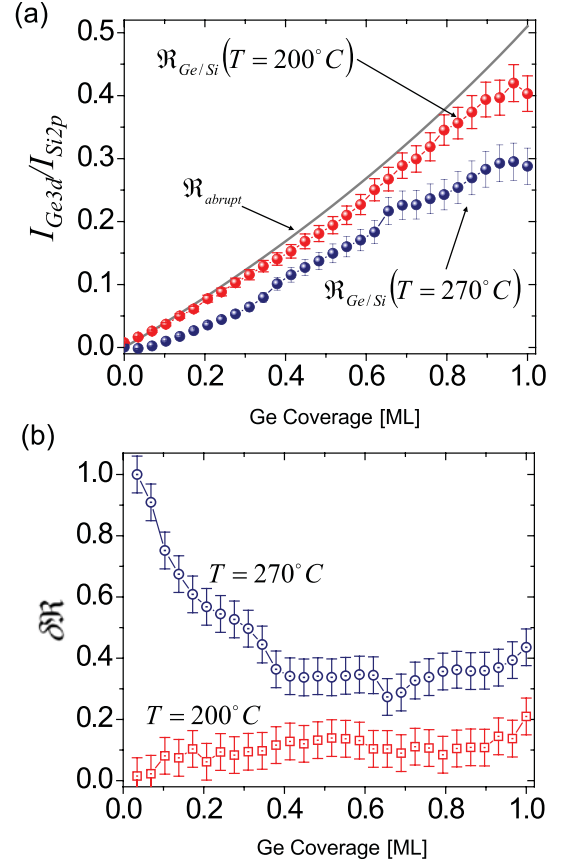 (a)
0.5
0.4
0.3
0.2
0.1
0.0
I_{Ge3d}/I_{Si2p}
ℜ_{Ge/Si}(T = 200°C)
ℜ_{abrupt}
ℜ_{Ge/Si}(T = 270°C)
0.0 0.2 0.4 0.6 0.8 1.0
Ge Coverage [ML]
(b)
1.0
0.8
0.6
0.4
0.2
0.0
δℜ
T = 270°C
T = 200°C
0.0 0.2 0.4 0.6 0.8 1.0
Ge Coverage [ML]